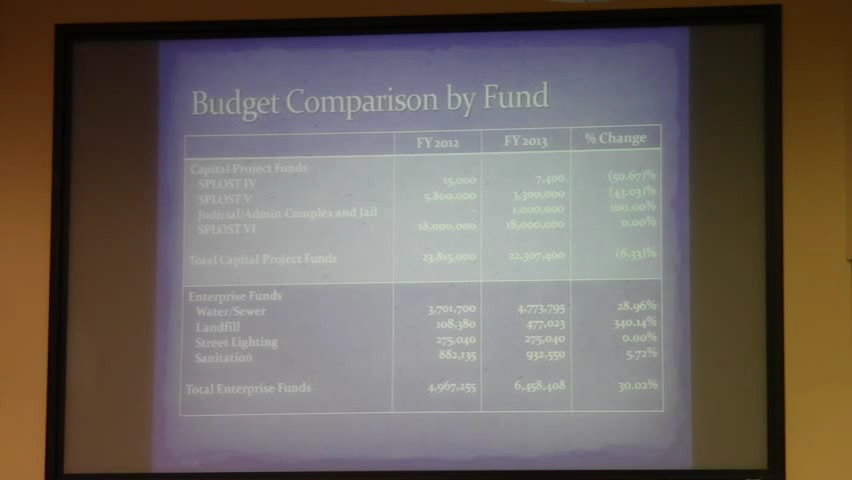 Budget Comparison by Fund
FY 2012 FY 2013 % Change
Capital Project Funds
SPLOST IV 15,000 7,400 (50.67)%
SPLOST V 5,800,000 3,300,000 (43.03)%
Judicial/Admin Complex and Jail - 1,000,000 100.00%
SPLOST VI 18,000,000 18,000,000 0.00%
Total Capital Project Funds 23,815,000 22,307,400 (6.33)%
Enterprise Funds
Water/Sewer 3,701,700 4,773,795 28.96%
Landfill 108,380 477,023 340.14%
Street Lighting 275,040 275,040 0.00%
Sanitation 882,135 932,550 5.72%
Total Enterprise Funds 4,967,255 6,458,408 30.02%